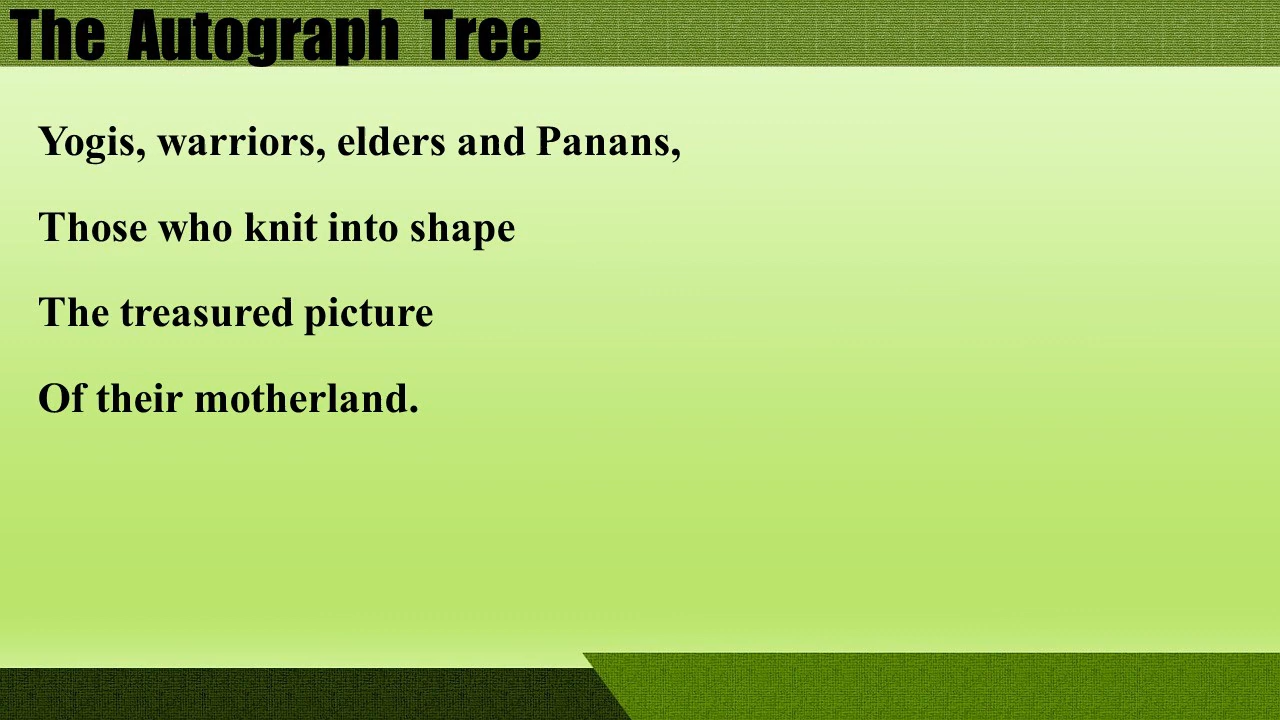 The Autograph Tree
Yogis, warriors, elders and Panans,
Those who knit into shape
The treasured picture
Of their motherland.